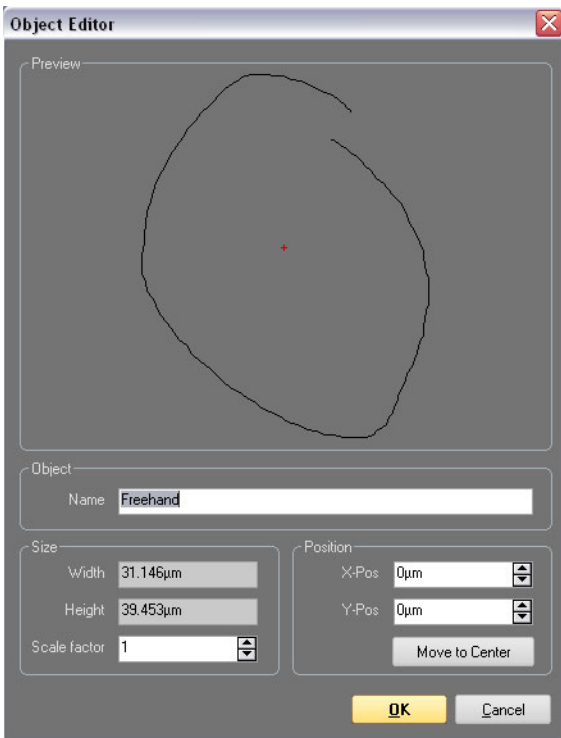 Object Editor
Preview
Object
Name Freehand
Size
Width 31.146µm
Height 39.453µm
Scale factor 1
Position
X-Pos 0µm
Y-Pos 0µm
Move to Center
OK Cancel